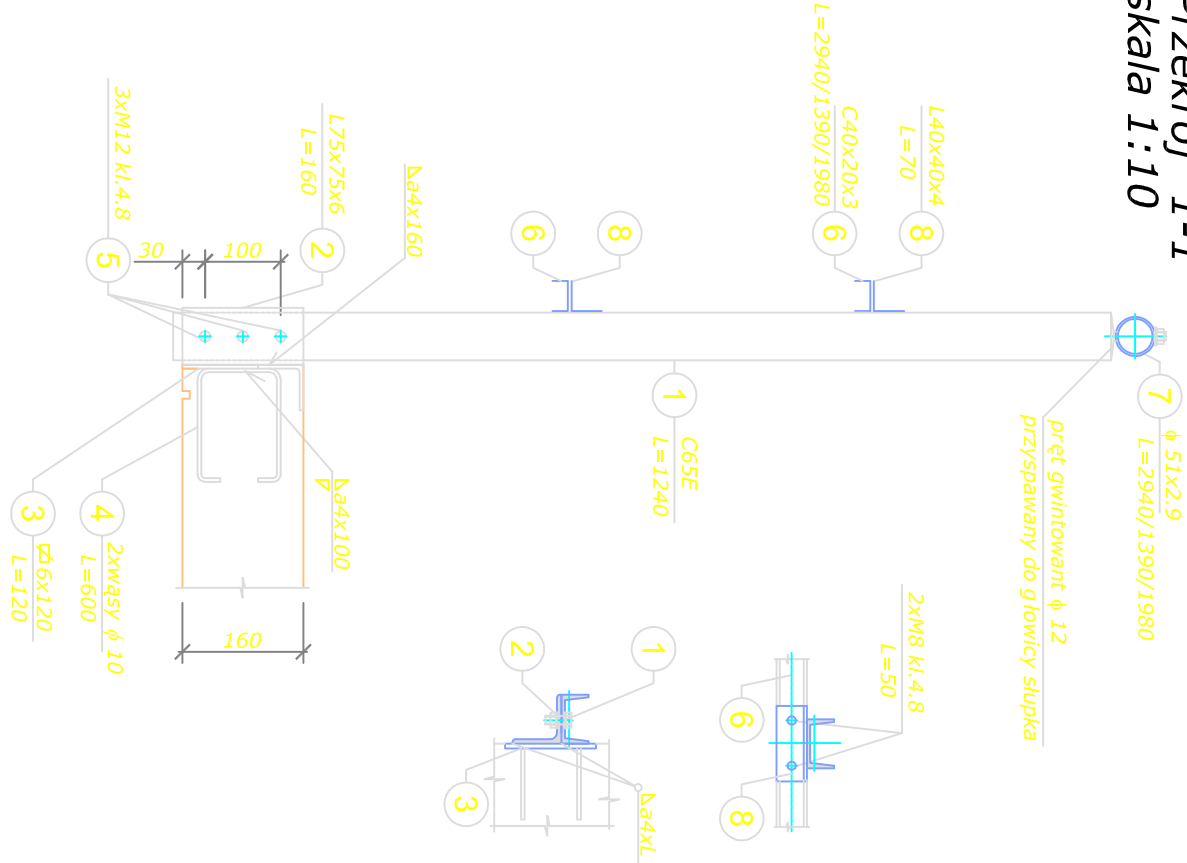 Przekrój 1-1
skala 1:10
7
ϕ 51x2.9
L=2940/1390/1980
pręt gwintowant ϕ 12
przyspawany do głowicy słupka
L40x40x4
L=70
8
C40x20x3
L=2940/1390/1980
6
8
6
1
C65E
L=1240
∆a4x160
L75x75x6
L=160
2
3xM12 kl.4.8
5
30
100
∆a4x100
4
2xwąsy ϕ 10
L=600
3
6x120
L=120
160
2xM8 kl.4.8
L=50
6
8
1
2
3
∆a4xL